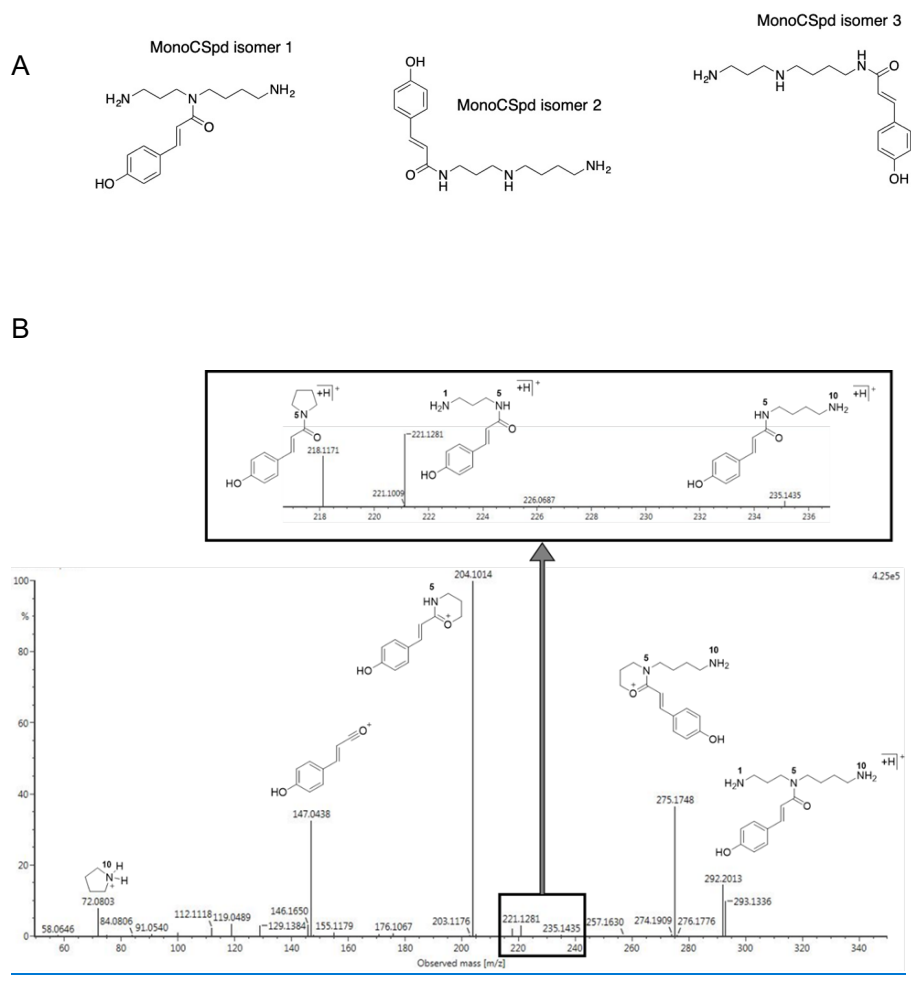 A
MonoCSpd isomer 1
H2N
N
NH2
O
HO
OH
MonoCSpd isomer 2
O
N
H
N
H
NH2
MonoCSpd isomer 3
H2N
N
H
H
N
O
OH
B
+H]+
5
N
O
HO
218.1171
221.1009
221.1281
1
5
H2N
NH
+H]+
O
HO
226.0687
5
10
HN
NH2
+H]+
O
HO
235.1435
218
220
222
224
226
228
230
232
234
236
100
%
80
60
40
20
0
204.1014
4.25e5
5
HN
O+
HO
O+
HO
147.0438
10
H
N
+
H
72.0803
58.0646
84.0806
91.0540
112.1118
119.0489
129.1384
146.1650
155.1179
176.1067
203.1176
221.1281
235.1435
257.1630
274.1909
276.1776
5
10
N
NH2
O+
OH
275.1748
1
5
10
H2N
N
NH2
+H]+
O
HO
292.2013
293.1336
60
80
100
120
140
160
180
200
220
240
260
280
300
320
340
Observed mass [m/z]